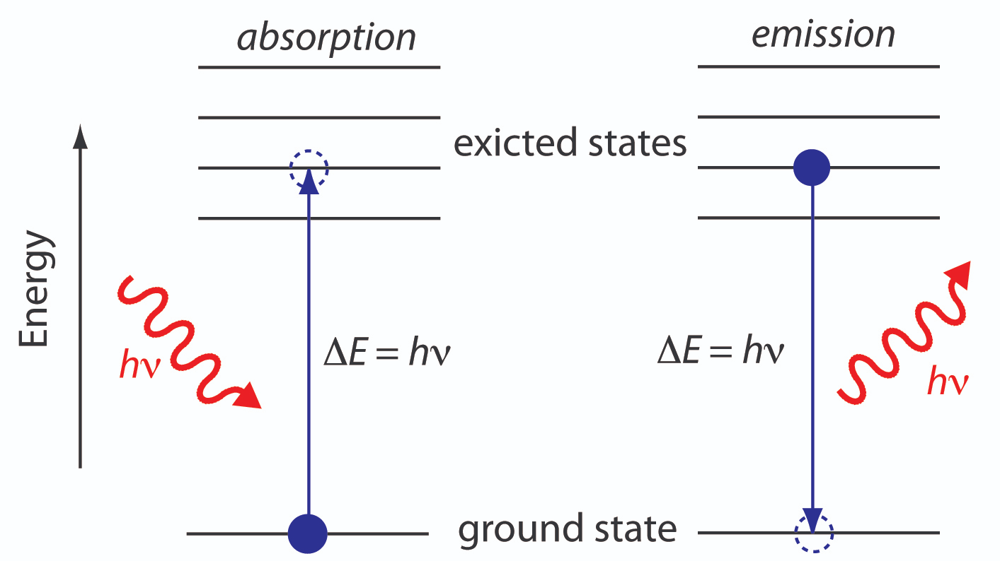 absorption
emission
exicted states
Energy
ΔE = hν
ΔE = hν
hν
hν
ground state